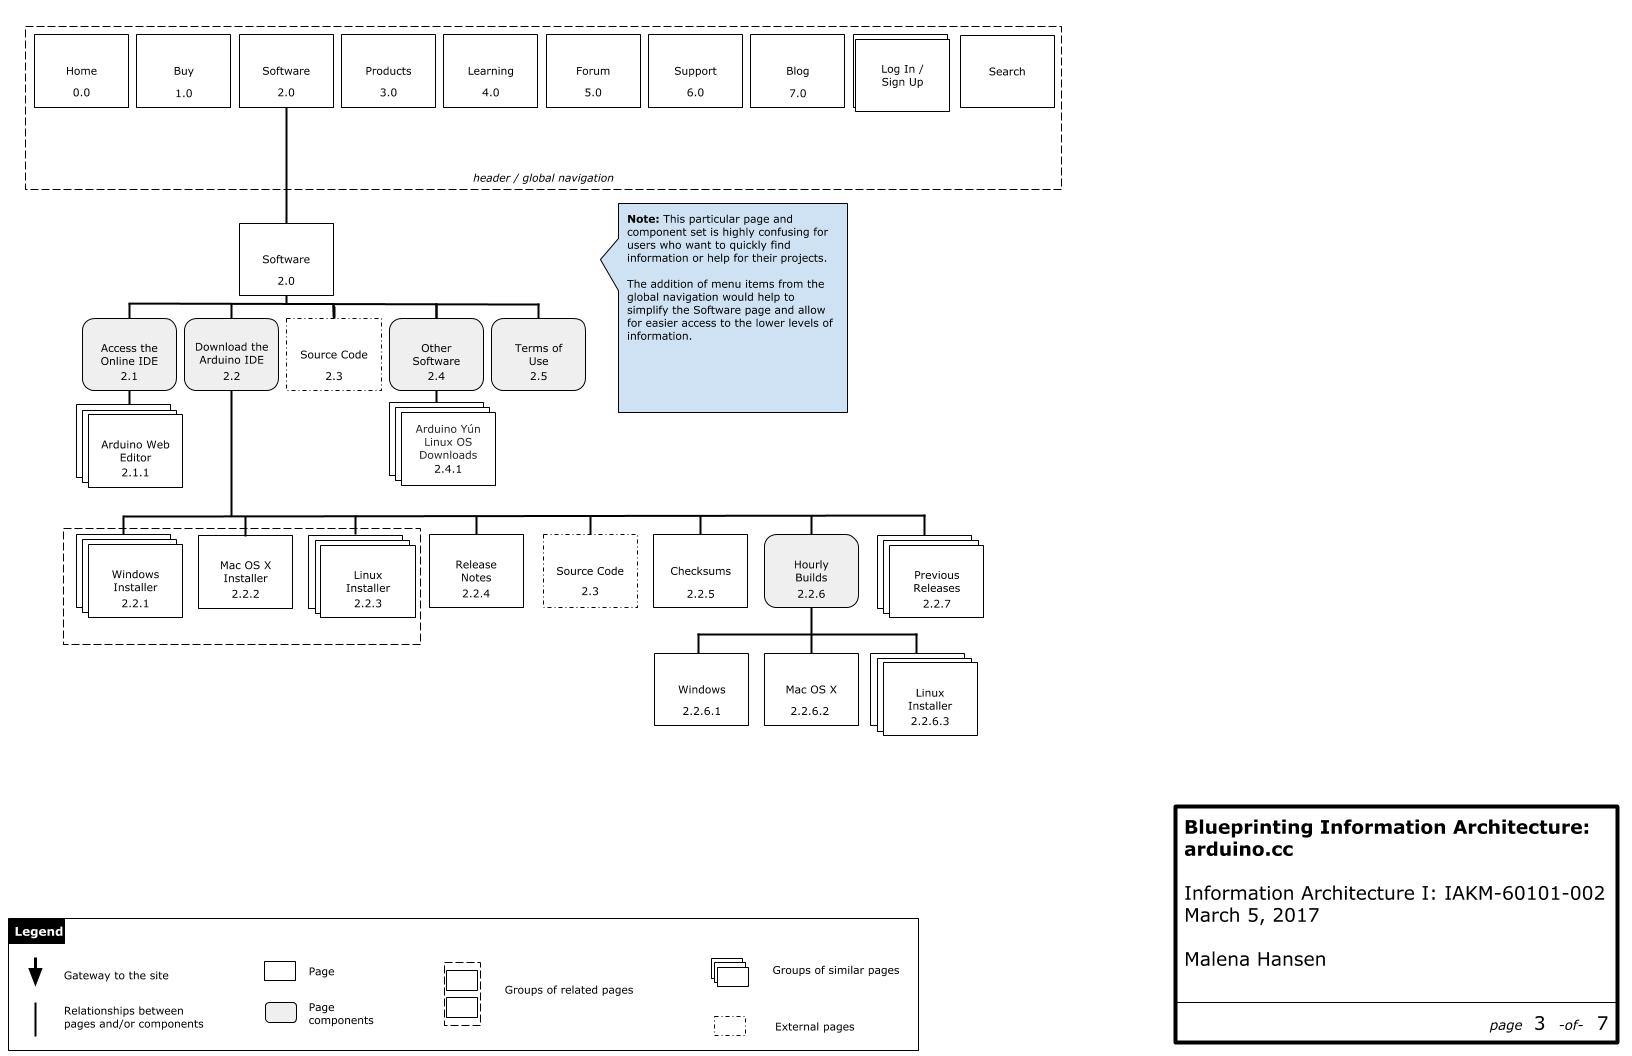 Home
0.0
Buy
1.0
Software
2.0
Products
3.0
Learning
4.0
Forum
5.0
Support
6.0
Blog
7.0
Log In /
Sign Up
Search
header / global navigation
Software
2.0
Note: This particular page and
component set is highly confusing for
users who want to quickly find
information or help for their projects.
The addition of menu items from the
global navigation would help to
simplify the Software page and allow
for easier access to the lower levels of
information.
Access the
Online IDE
2.1
Download the
Arduino IDE
2.2
Source Code
2.3
Other
Software
2.4
Terms of
Use
2.5
Arduino Web
Editor
2.1.1
Arduino Yún
Linux OS
Downloads
2.4.1
Windows
Installer
2.2.1
Mac OS X
Installer
2.2.2
Linux
Installer
2.2.3
Release
Notes
2.2.4
Source Code
2.3
Checksums
2.2.5
Hourly
Builds
2.2.6
Previous
Releases
2.2.7
Windows
2.2.6.1
Mac OS X
2.2.6.2
Linux
Installer
2.2.6.3
Blueprinting Information Architecture:
arduino.cc
Information Architecture I: IAKM-60101-002
March 5, 2017
Malena Hansen
page 3 -of- 7
Legend
Gateway to the site
Relationships between
pages and/or components
Page
Page
components
Groups of related pages
Groups of similar pages
External pages